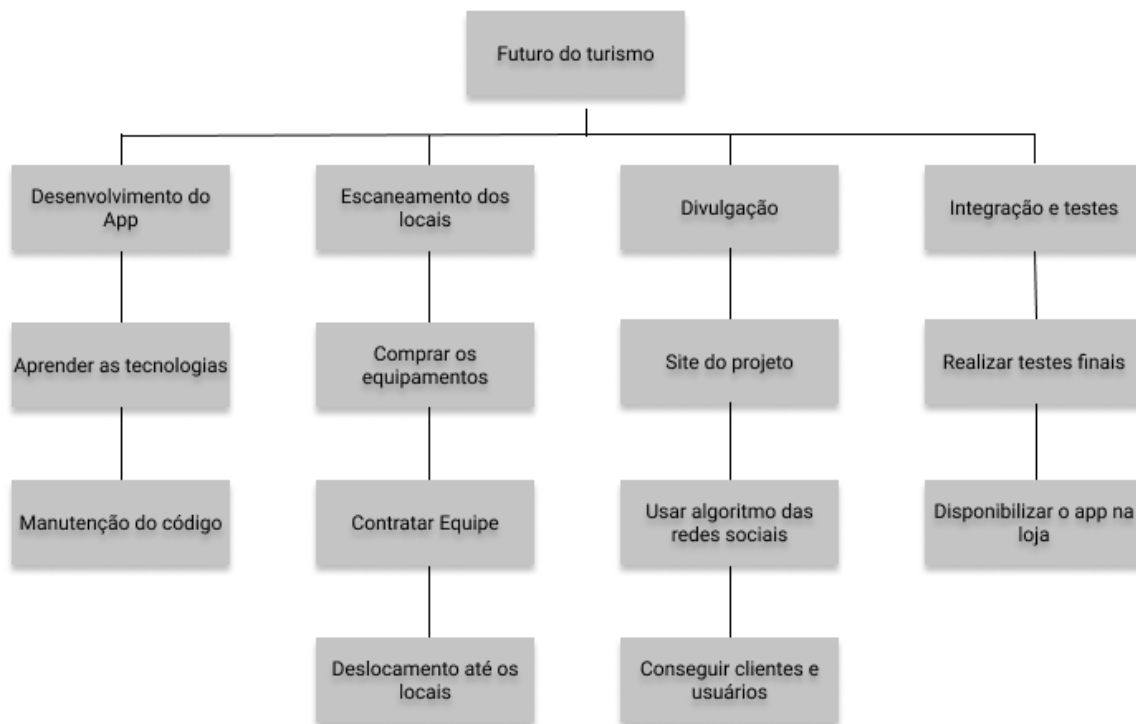 Futuro do turismo
Desenvolvimento do
App
Escaneamento dos
locais
Divulgação
Integração e testes
Aprender as tecnologias
Comprar os
equipamentos
Site do projeto
Realizar testes finais
Manutenção do código
Contratar Equipe
Usar algoritmo das
redes sociais
Disponibilizar o app na
loja
Deslocamento até os
locais
Conseguir clientes e
usuários